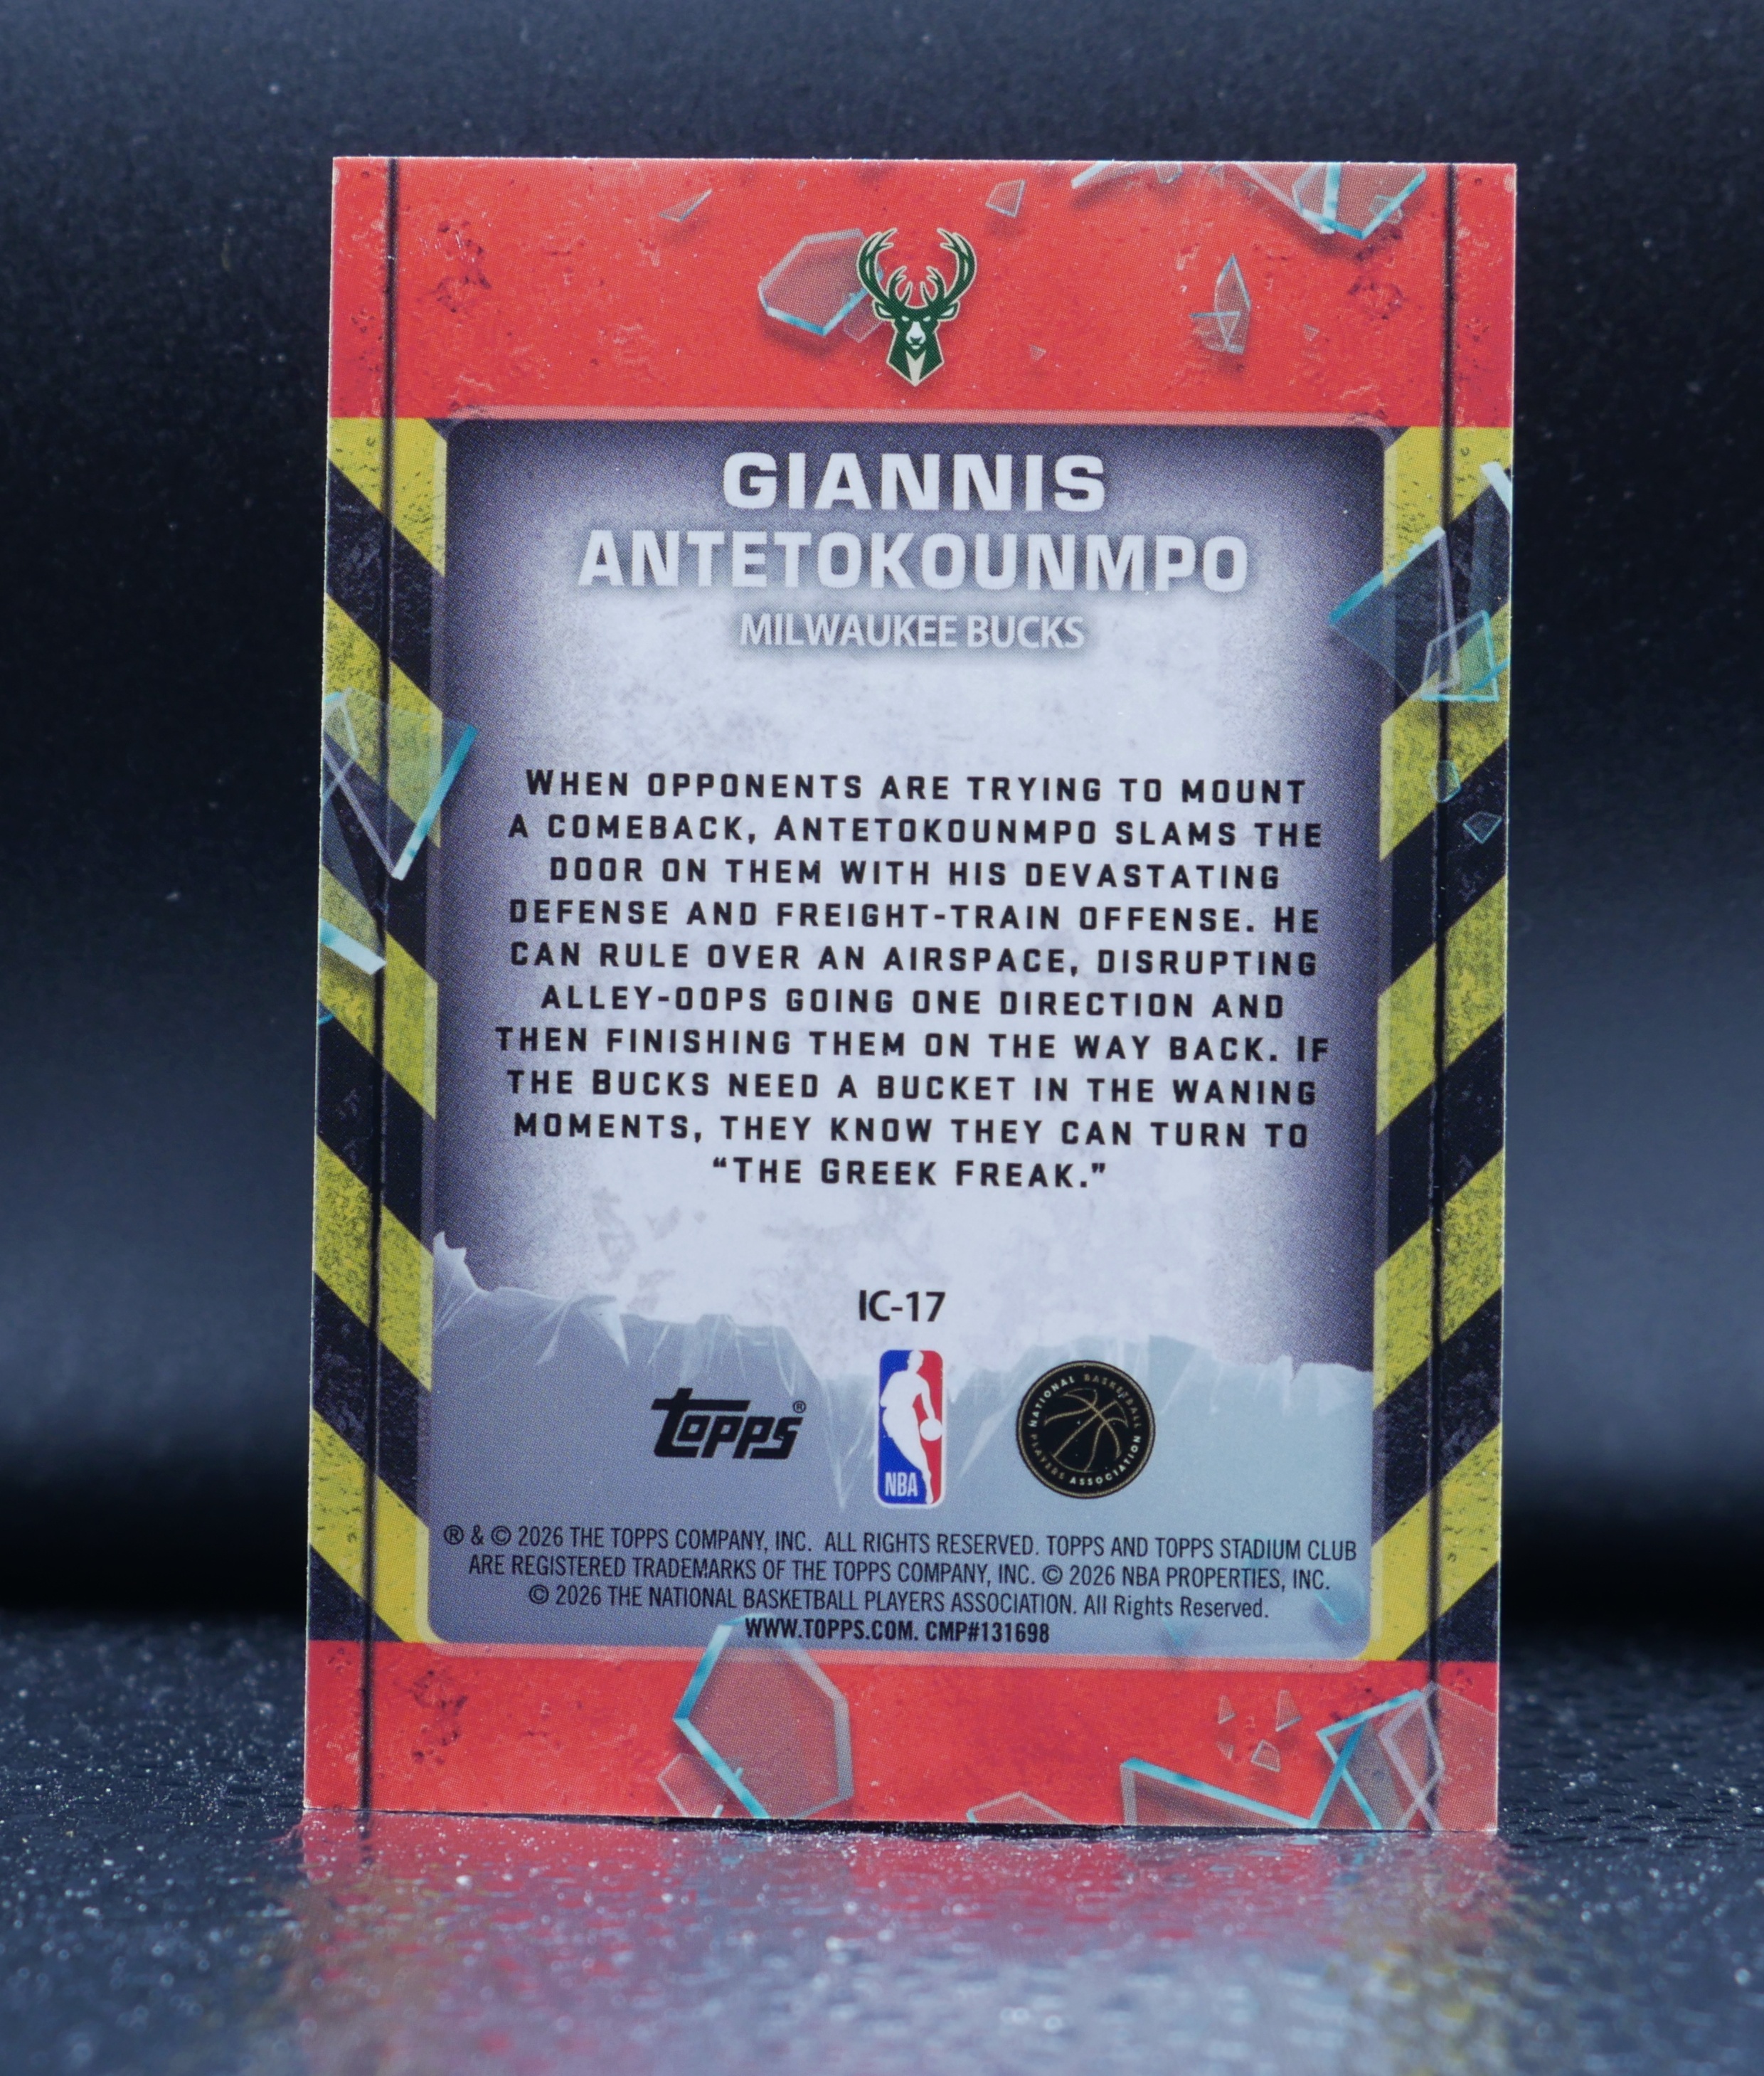 GIANNIS
ANTETOKOUNMPO
MILWAUKEE BUCKS
WHEN OPPONENTS ARE TRYING TO MOUNT
A COMEBACK, ANTETOKOUNMPO SLAMS THE
DOOR ON THEM WITH HIS DEVASTATING
DEFENSE AND FREIGHT-TRAIN OFFENSE. HE
CAN RULE OVER AN AIRSPACE, DISRUPTING
ALLEY-OOPS GOING ONE DIRECTION AND
THEN FINISHING THEM ON THE WAY BACK. IF
THE BUCKS NEED A BUCKET IN THE WANING
MOMENTS, THEY KNOW THEY CAN TURN TO
“THE GREEK FREAK.”
IC-17
topps®
NBA
NATIONAL BASKETBALL PLAYERS ASSOCIATION
® & © 2026 THE TOPPS COMPANY, INC. ALL RIGHTS RESERVED. TOPPS AND TOPPS STADIUM CLUB
ARE REGISTERED TRADEMARKS OF THE TOPPS COMPANY, INC. © 2026 NBA PROPERTIES, INC.
© 2026 THE NATIONAL BASKETBALL PLAYERS ASSOCIATION. All Rights Reserved.
WWW.TOPPS.COM. CMP#131698